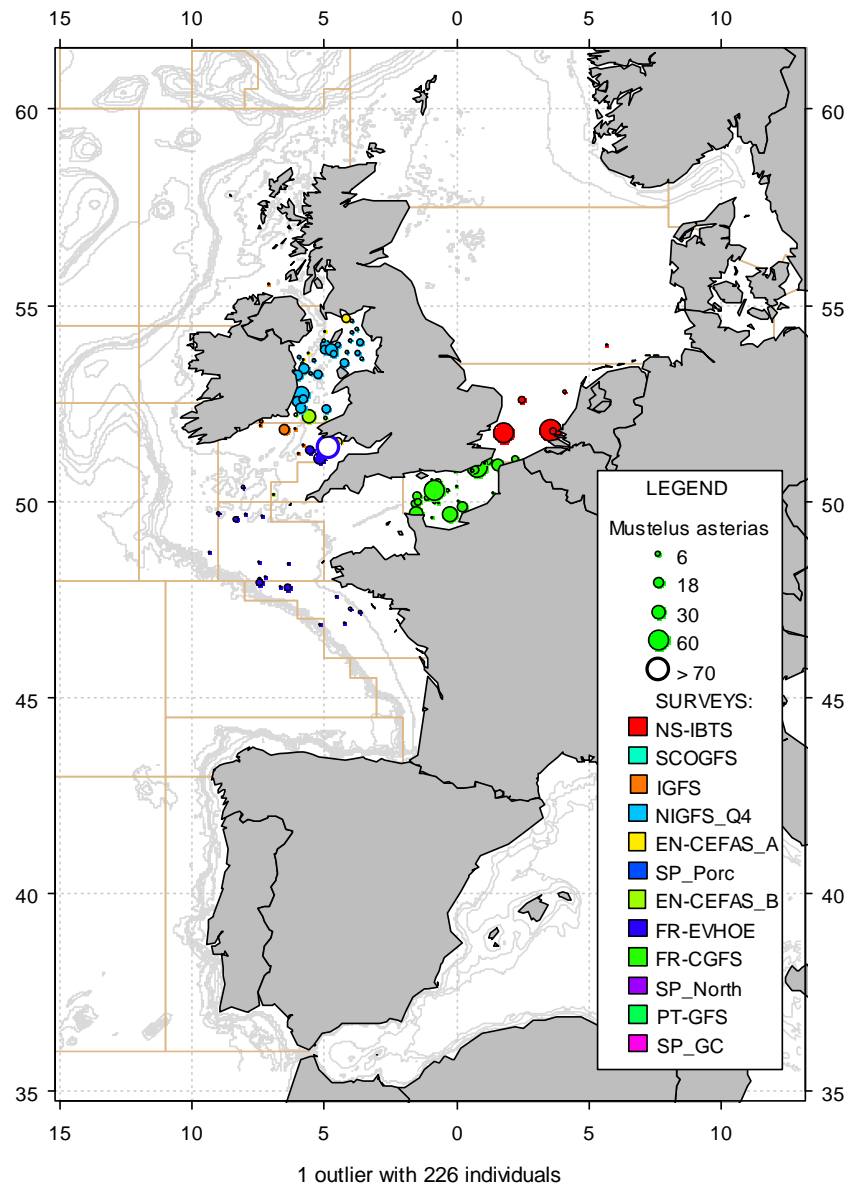 15 10 5 0 5 10
60
55
50
45
40
35
LEGEND
Mustelus asterias
6
18
30
60
> 70
SURVEYS:
NS-IBTS
SCOGFS
IGFS
NIGFS_Q4
EN-CEFAS_A
SP_Porc
EN-CEFAS_B
FR-EVHOE
FR-CGFS
SP_North
PT-GFS
SP_GC
15 10 5 0 5 10
1 outlier with 226 individuals